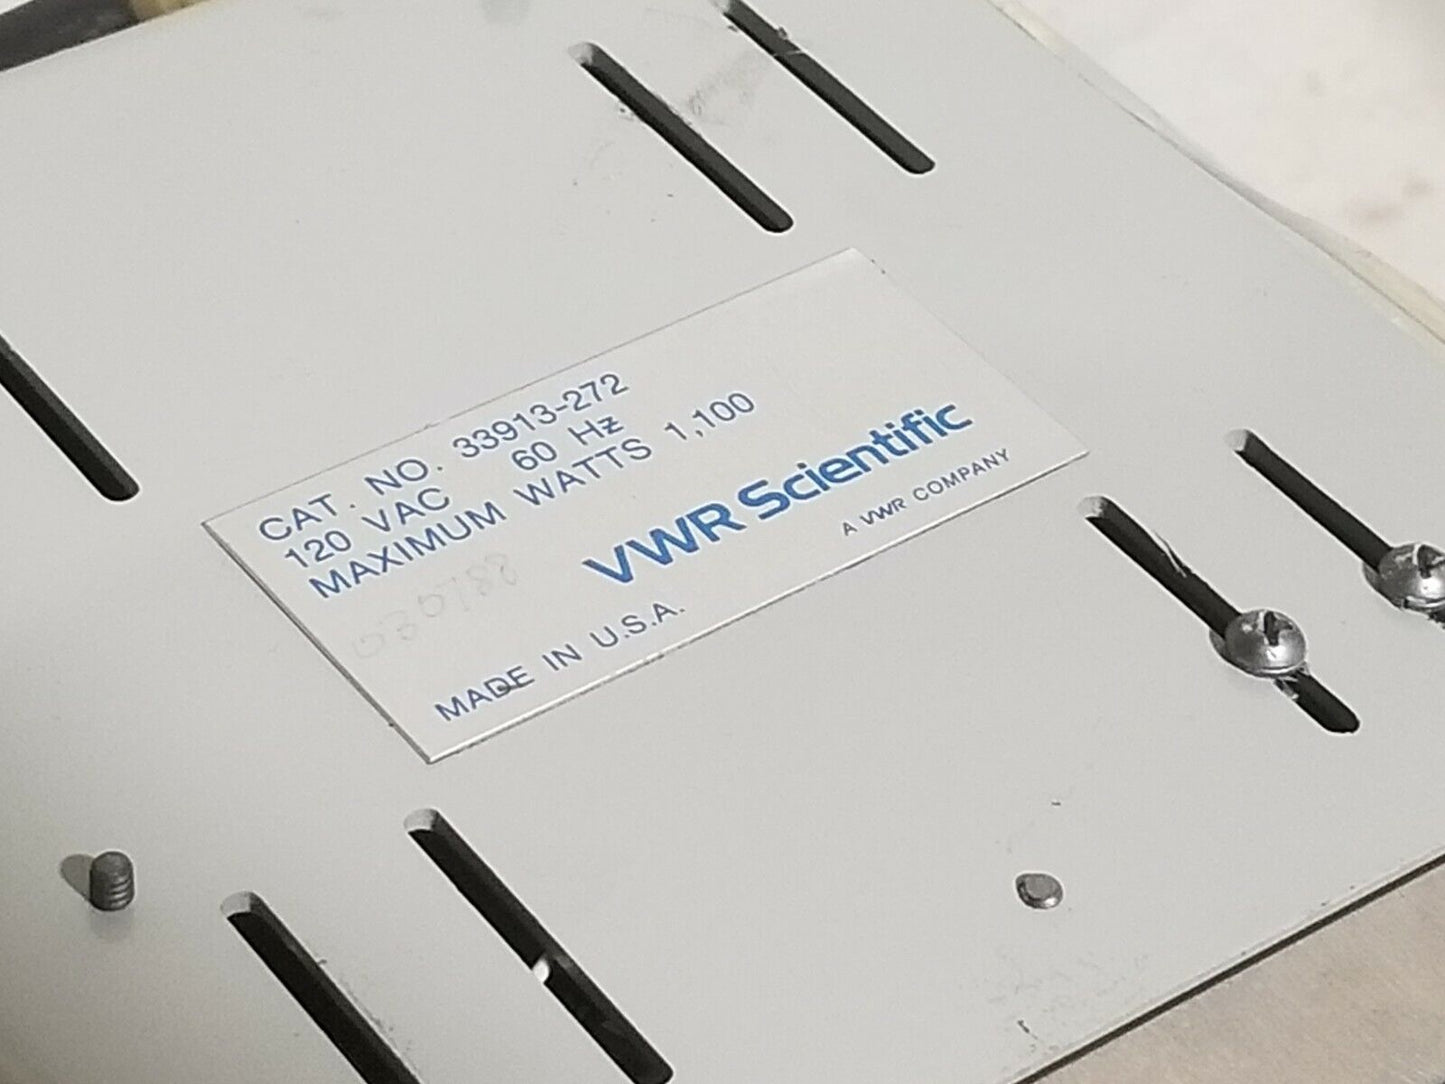 CAT. NO. 33913-272
120 VAC 60 Hz
MAXIMUM WATTS 1,100
VWR Scientific
A VWR COMPANY
MADE IN U.S.A.